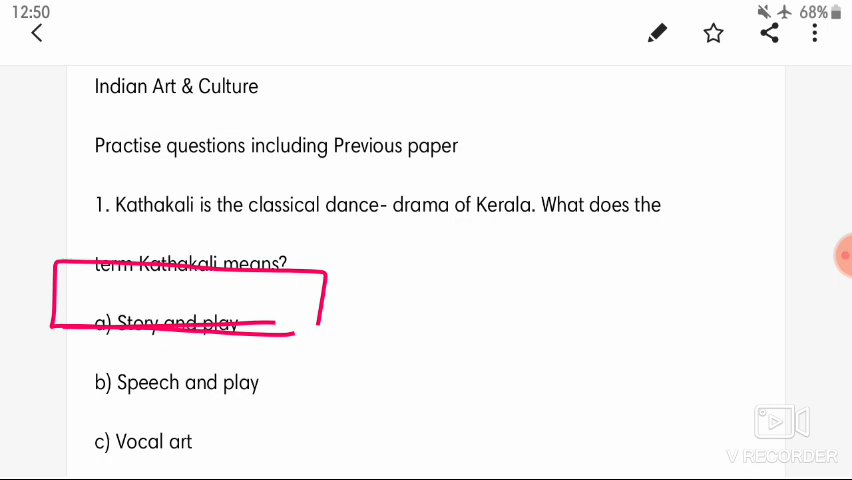 12:50
68%
Indian Art & Culture
Practise questions including Previous paper
1. Kathakali is the classical dance- drama of Kerala. What does the
term Kathakali means?
a) Story and play
b) Speech and play
c) Vocal art
V RECORDER